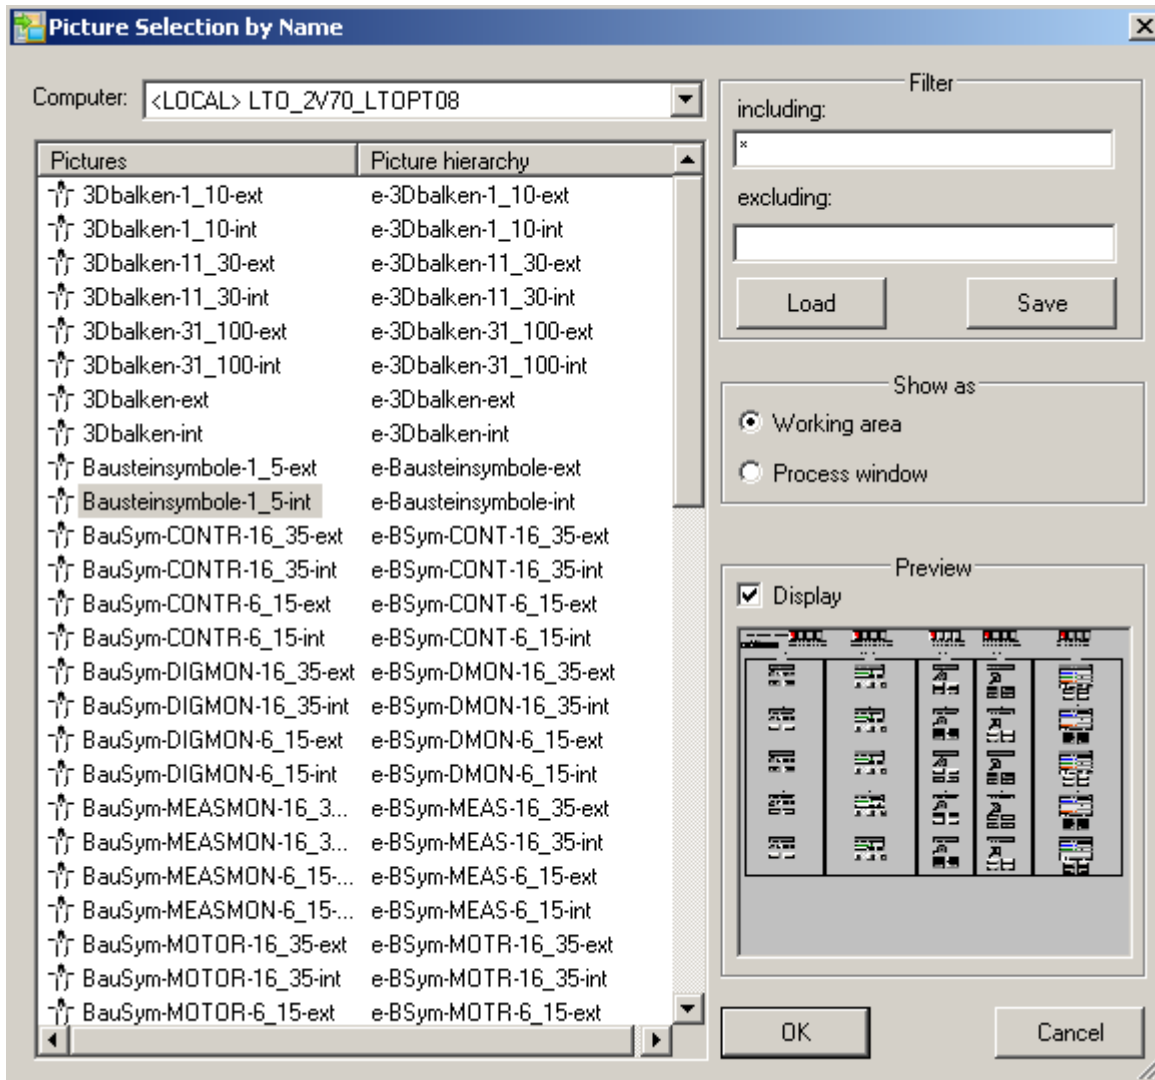 Picture Selection by Name
Computer: <LOCAL> LTO_2V70_LTOPT08
Pictures Picture hierarchy
3Dbalken-1_10-ext e-3Dbalken-1_10-ext
3Dbalken-1_10-int e-3Dbalken-1_10-int
3Dbalken-11_30-ext e-3Dbalken-11_30-ext
3Dbalken-11_30-int e-3Dbalken-11_30-int
3Dbalken-31_100-ext e-3Dbalken-31_100-ext
3Dbalken-31_100-int e-3Dbalken-31_100-int
3Dbalken-ext e-3Dbalken-ext
3Dbalken-int e-3Dbalken-int
Bausteinsymbole-1_5-ext e-Bausteinsymbole-ext
Bausteinsymbole-1_5-int e-Bausteinsymbole-int
BauSym-CONTR-16_35-ext e-BSym-CONT-16_35-ext
BauSym-CONTR-16_35-int e-BSym-CONT-16_35-int
BauSym-CONTR-6_15-ext e-BSym-CONT-6_15-ext
BauSym-CONTR-6_15-int e-BSym-CONT-6_15-int
BauSym-DIGMON-16_35-ext e-BSym-DMON-16_35-ext
BauSym-DIGMON-16_35-int e-BSym-DMON-16_35-int
BauSym-DIGMON-6_15-ext e-BSym-DMON-6_15-ext
BauSym-DIGMON-6_15-int e-BSym-DMON-6_15-int
BauSym-MEASMON-16_3... e-BSym-MEAS-16_35-ext
BauSym-MEASMON-16_3... e-BSym-MEAS-16_35-int
BauSym-MEASMON-6_15-... e-BSym-MEAS-6_15-ext
BauSym-MEASMON-6_15-... e-BSym-MEAS-6_15-int
BauSym-MOTOR-16_35-ext e-BSym-MOTR-16_35-ext
BauSym-MOTOR-16_35-int e-BSym-MOTR-16_35-int
BauSym-MOTOR-6_15-ext e-BSym-MOTR-6_15-ext
Filter
including:
*
excluding:
Load Save
Show as
Working area
Process window
Preview
Display
OK Cancel